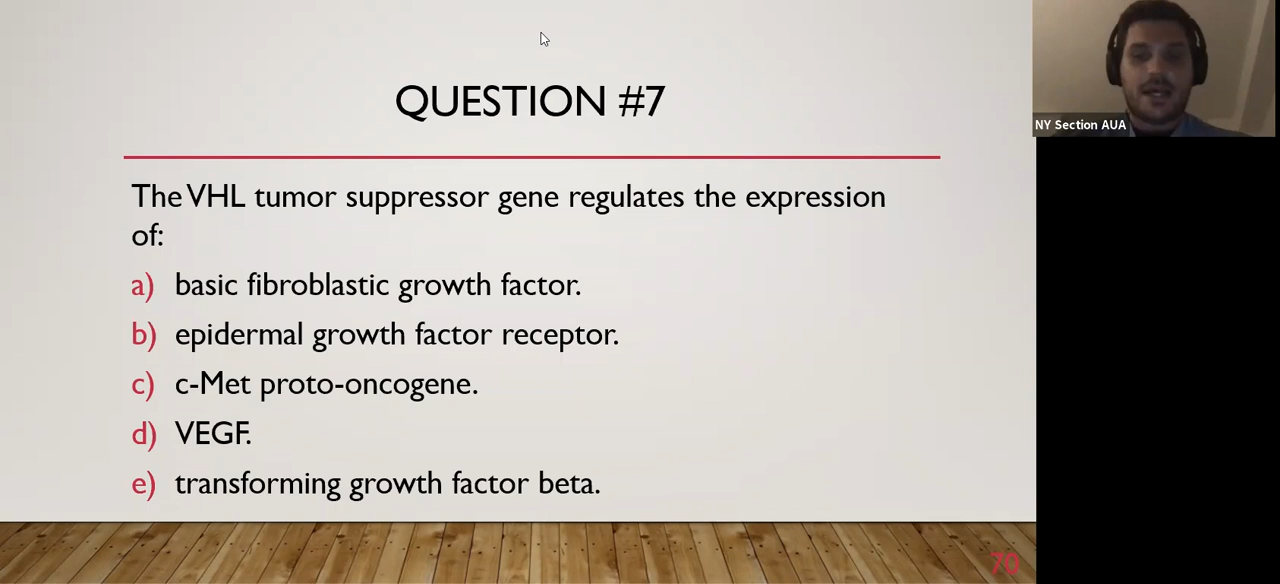 QUESTION #7
The VHL tumor suppressor gene regulates the expression
of:
a) basic fibroblastic growth factor.
b) epidermal growth factor receptor.
c) c-Met proto-oncogene.
d) VEGF.
e) transforming growth factor beta.
70
NY Section AUA